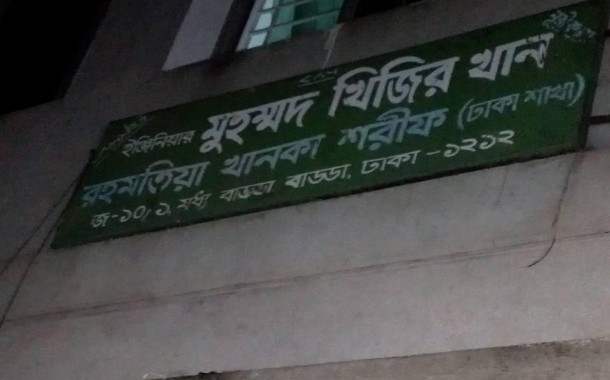 ইঞ্জিনিয়ার মুহম্মদ খিজির খান
রহমতিয়া খানকা শরীফ (ঢাকা শাখা)
জ-১০/১, মধ্য বাড্ডা, ঢাকা-১২১২